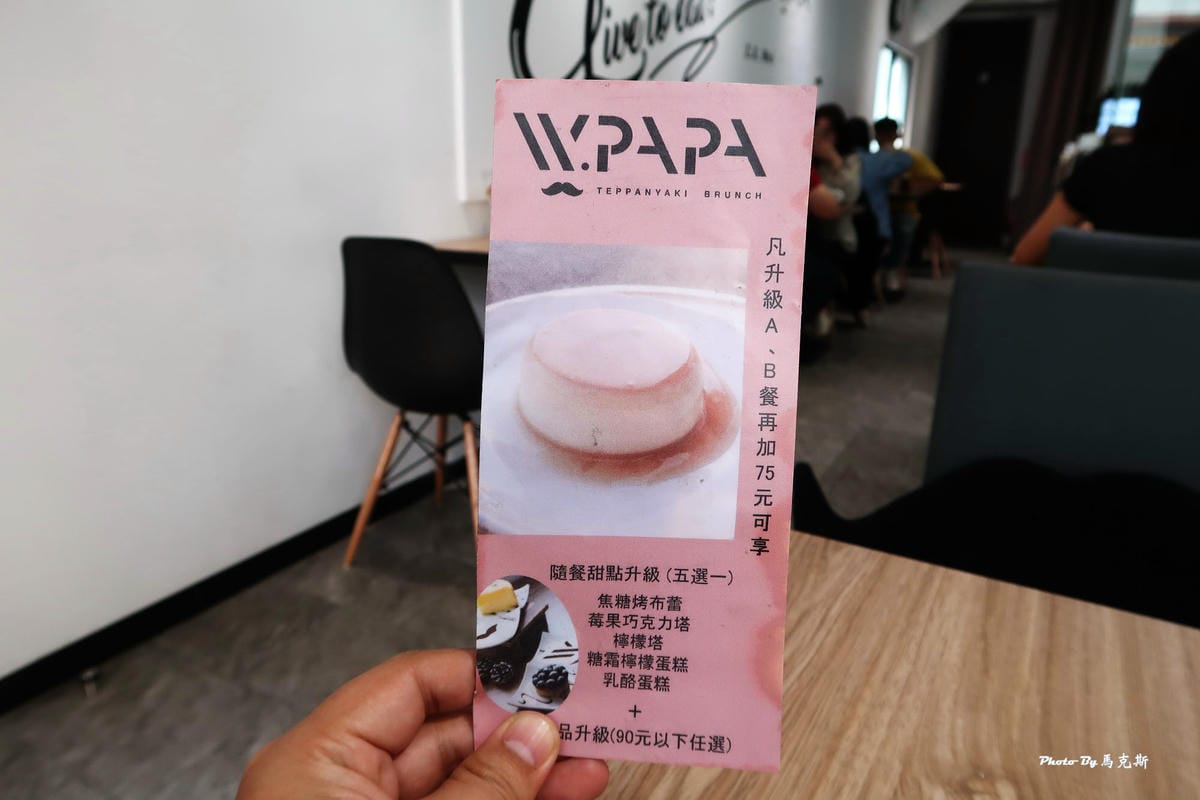 Live to eat
W.PAPA
TEPPANYAKI BRUNCH
凡升級A、B餐再加75元可享
隨餐甜點升級(五選一)
焦糖烤布蕾
莓果巧克力塔
檸檬塔
糖霜檸檬蛋糕
乳酪蛋糕
+
品升級(90元以下任選)
Photo By 馬克斯